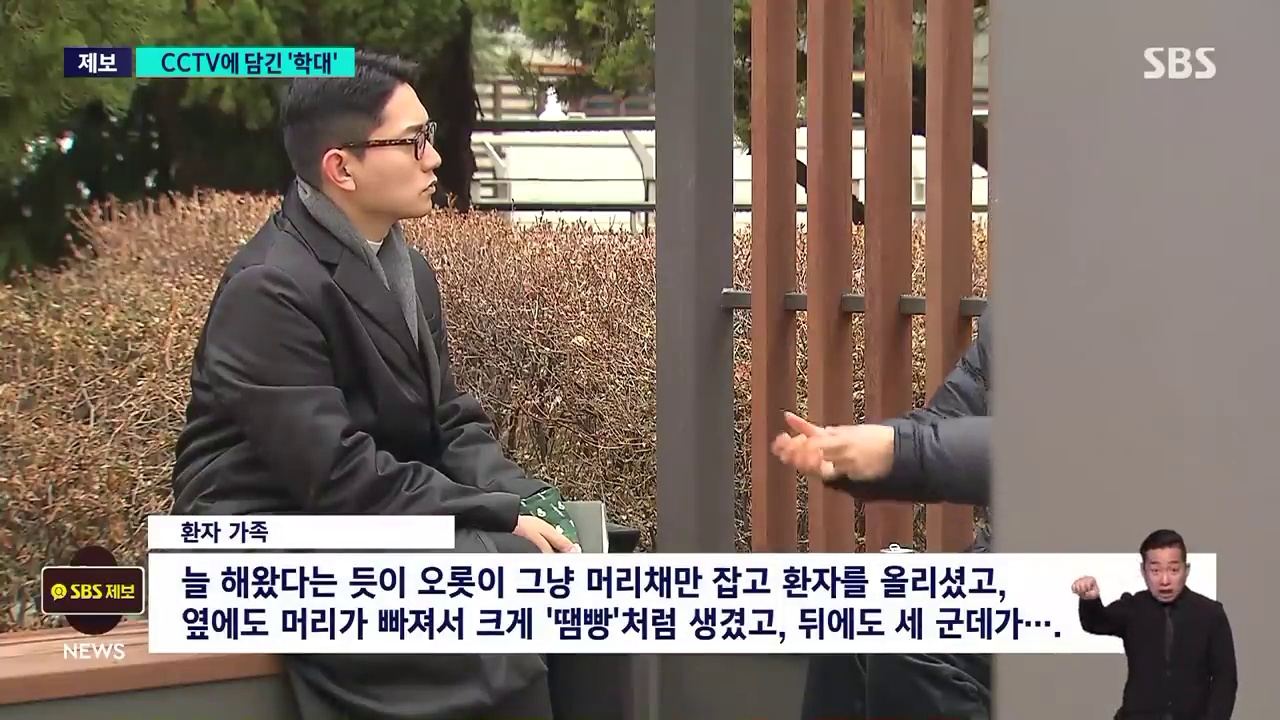 제보 CCTV에 담긴 '학대'
SBS
환자 가족
늘 해왔다는 듯이 오롯이 그냥 머리채만 잡고 환자를 올리셨고,
옆에도 머리가 빠져서 크게 '땜빵'처럼 생겼고, 뒤에도 세 군데가….
SBS 제보
NEWS